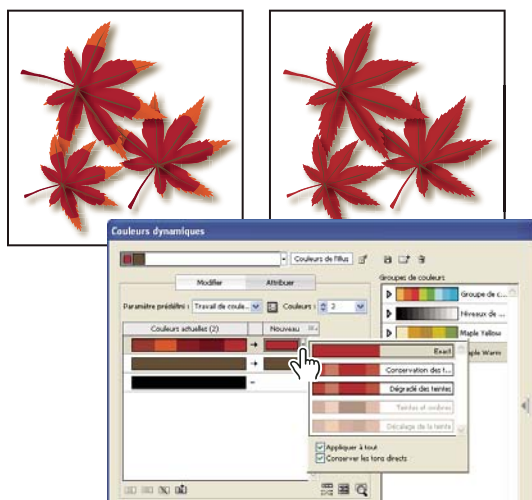 Couleurs dynamiques
Couleurs de l'illus
Modifier
Attribuer
Groupes de couleurs
Paramètre prédéfini :
Travail de coule...
Couleurs :
2
Groupe de c...
Niveaux de ...
Maple Yellow
Maple Warm
Couleurs actuelles (2)
Nouveau
Exact
Conservation des t...
Dégradé des teintes
Teintes et ombres
Décalage de la teinte
Appliquer à tout
Conserver les tons directs